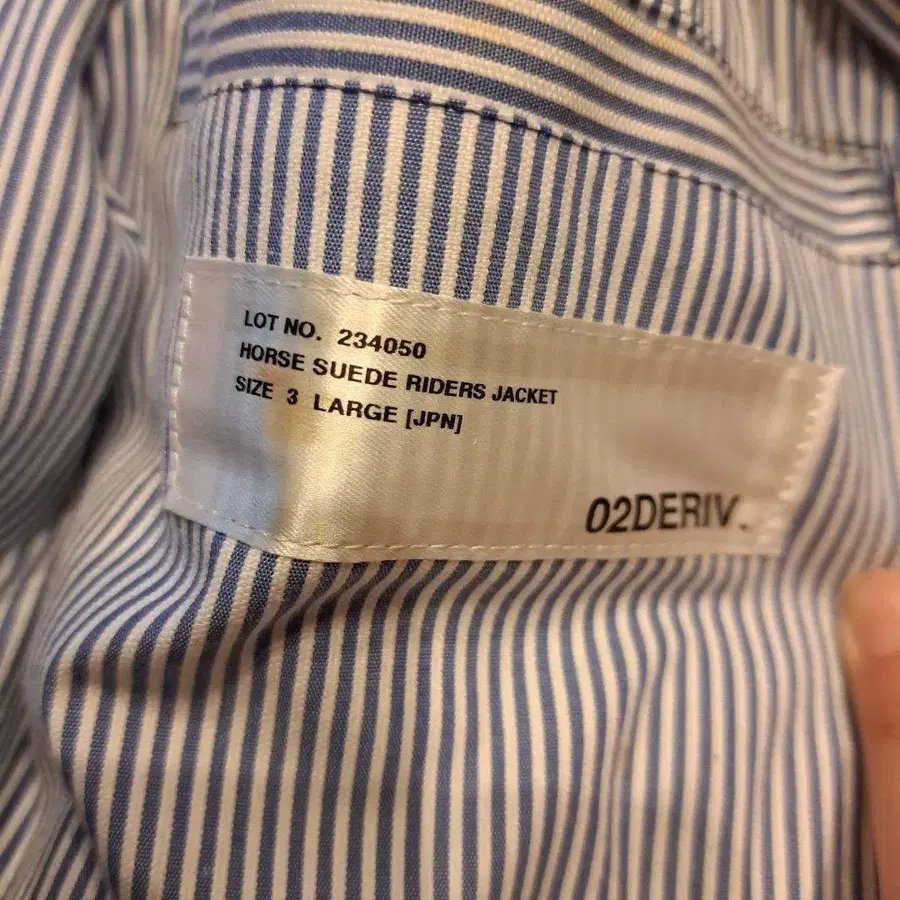 LOT NO. 234050
HORSE SUEDE RIDERS JACKET
SIZE 3 LARGE [JPN]
02DERIV.